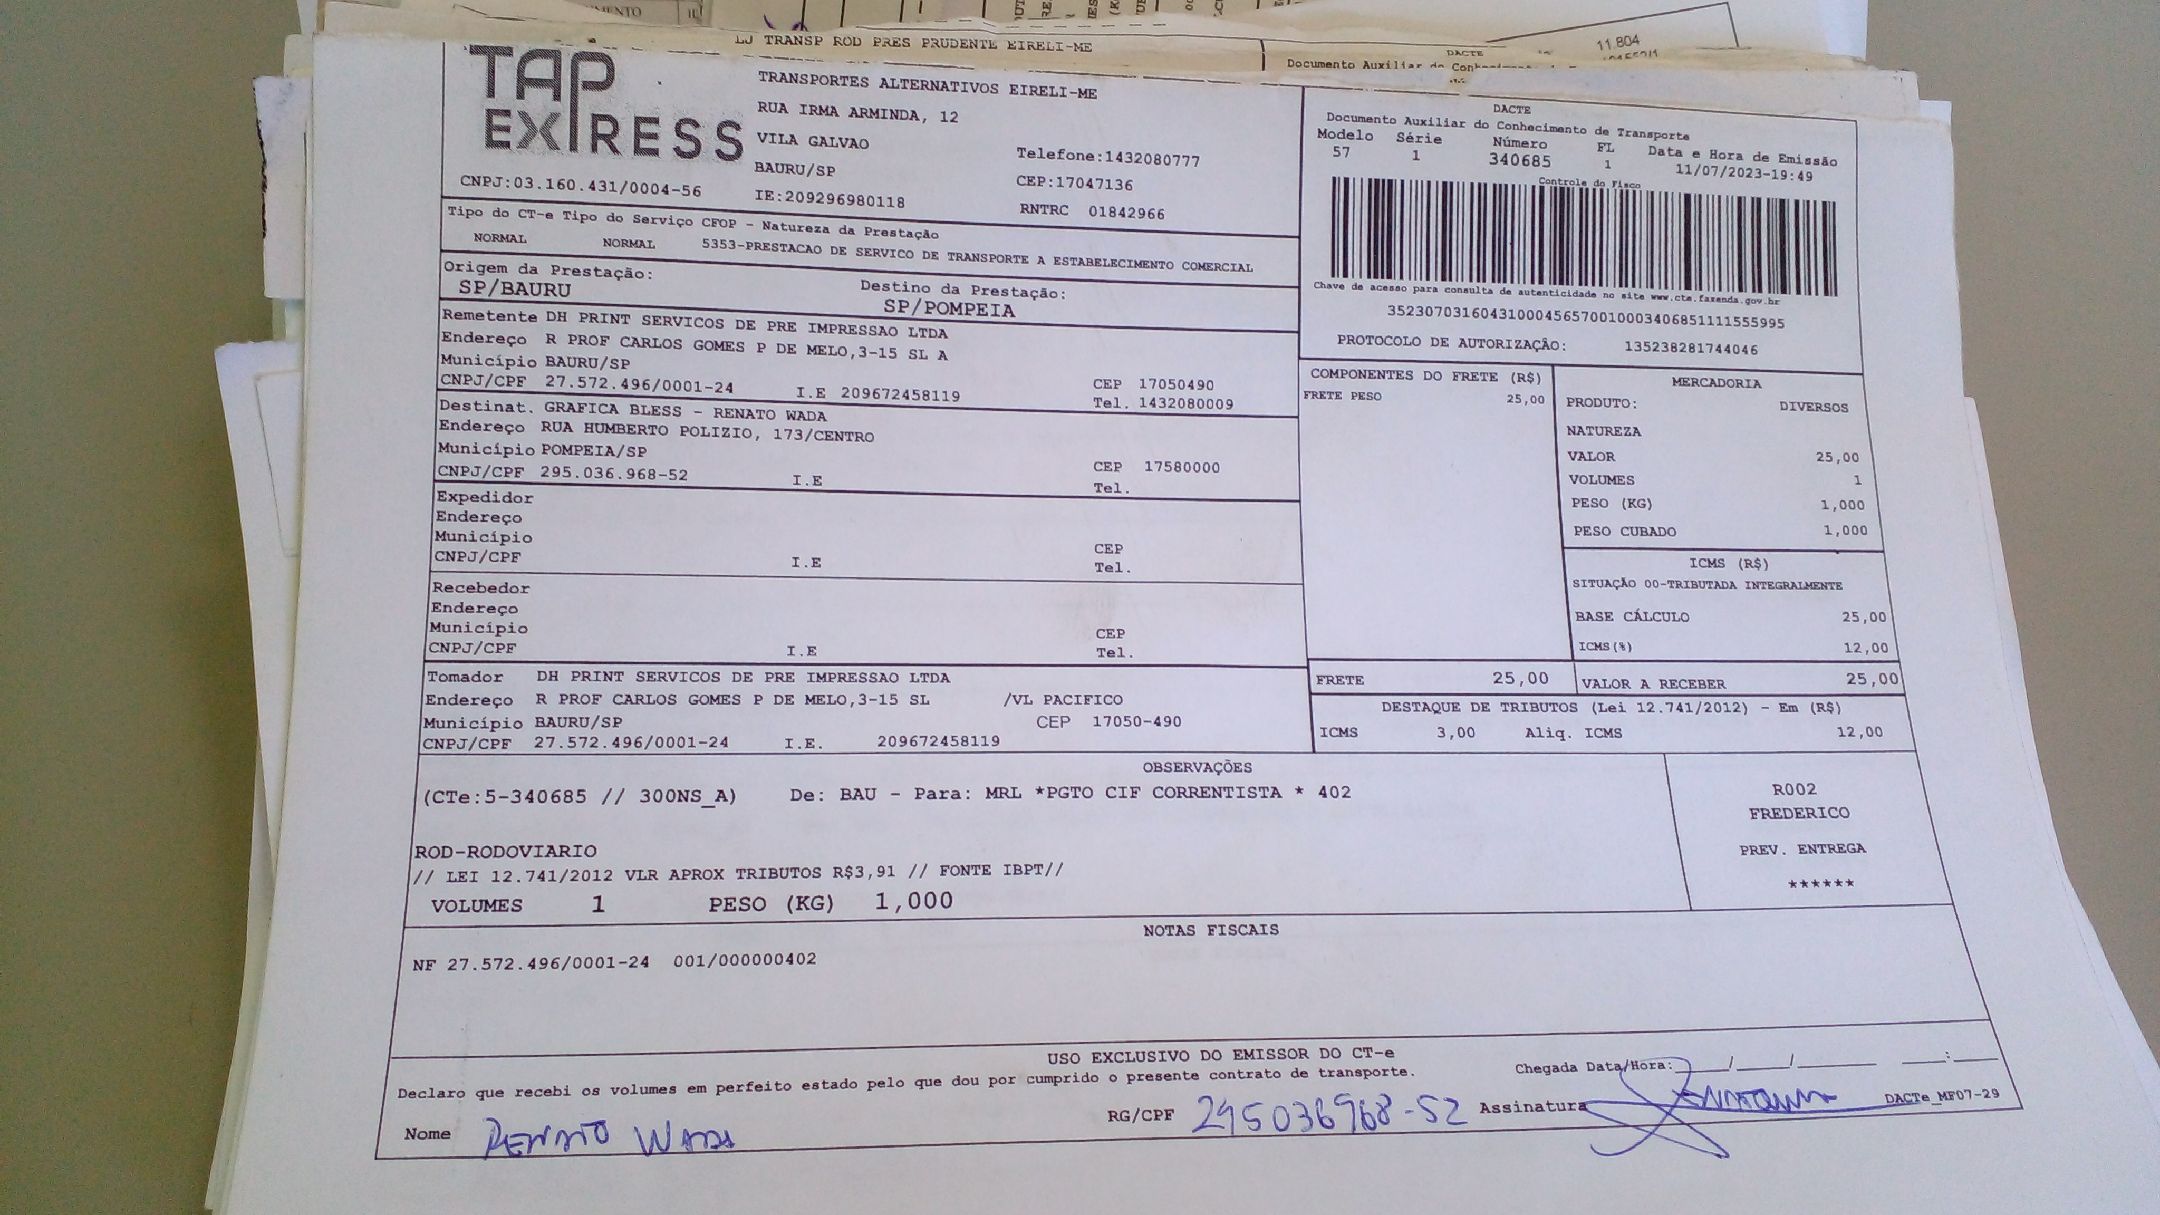 LJ TRANSP ROD PRES PRUDENTE EIRELI-ME
DACTE
11.804
Documento Auxiliar do
TAP EXPRESS
CNPJ:03.160.431/0004-56
TRANSPORTES ALTERNATIVOS EIRELI-ME
RUA IRMA ARMINDA, 12
VILA GALVAO
BAURU/SP
IE:209296980118
Telefone:1432080777
CEP:17047136
RNTRC 01842966
DACTE
Documento Auxiliar do Conhecimento de Transporte
Modelo Série Número FL Data e Hora de Emissão
57 1 340685 1 11/07/2023-19:49
Controle do Fisco
Chave de acesso para consulta de autenticidade no site www.cte.fazenda.gov.br
35230703160431000456570010003406851111555995
PROTOCOLO DE AUTORIZAÇÃO: 135238281744046
Tipo do CT-e Tipo do Serviço CFOP - Natureza da Prestação
NORMAL NORMAL 5353-PRESTACAO DE SERVICO DE TRANSPORTE A ESTABELECIMENTO COMERCIAL
Origem da Prestação: Destino da Prestação:
SP/BAURU SP/POMPEIA
Remetente DH PRINT SERVICOS DE PRE IMPRESSAO LTDA
Endereço R PROF CARLOS GOMES P DE MELO,3-15 SL A
Município BAURU/SP
CNPJ/CPF 27.572.496/0001-24 I.E 209672458119
CEP 17050490
Tel. 1432080009
Destinat. GRAFICA BLESS - RENATO WADA
Endereço RUA HUMBERTO POLIZIO, 173/CENTRO
Município POMPEIA/SP
CNPJ/CPF 295.036.968-52 I.E
CEP 17580000
Tel.
Expedidor
Endereço
Município
CNPJ/CPF I.E
CEP
Tel.
Recebedor
Endereço
Município
CNPJ/CPF I.E
CEP
Tel.
Tomador DH PRINT SERVICOS DE PRE IMPRESSAO LTDA
Endereço R PROF CARLOS GOMES P DE MELO,3-15 SL /VL PACIFICO
Município BAURU/SP CEP 17050-490
CNPJ/CPF 27.572.496/0001-24 I.E. 209672458119
COMPONENTES DO FRETE (R$)
FRETE PESO 25,00
MERCADORIA
PRODUTO: DIVERSOS
NATUREZA
VALOR 25,00
VOLUMES 1
PESO (KG) 1,000
PESO CUBADO 1,000
ICMS (R$)
SITUAÇÃO 00-TRIBUTADA INTEGRALMENTE
BASE CÁLCULO 25,00
ICMS(%) 12,00
FRETE 25,00 VALOR A RECEBER 25,00
DESTAQUE DE TRIBUTOS (Lei 12.741/2012) - Em (R$)
ICMS 3,00 Aliq. ICMS 12,00
OBSERVAÇÕES
(CTe:5-340685 // 300NS_A) De: BAU - Para: MRL *PGTO CIF CORRENTISTA * 402
ROD-RODOVIARIO
// LEI 12.741/2012 VLR APROX TRIBUTOS R$3,91 // FONTE IBPT//
VOLUMES 1 PESO (KG) 1,000
R002
FREDERICO
PREV. ENTREGA
******
NOTAS FISCAIS
NF 27.572.496/0001-24 001/000000402
USO EXCLUSIVO DO EMISSOR DO CT-e
Declaro que recebi os volumes em perfeito estado pelo que dou por cumprido o presente contrato de transporte.
Chegada Data/Hora: ___/___/______ ___:___
Nome RENATO WADA RG/CPF 295036968-52 Assinatura
DACTe_MF07-29